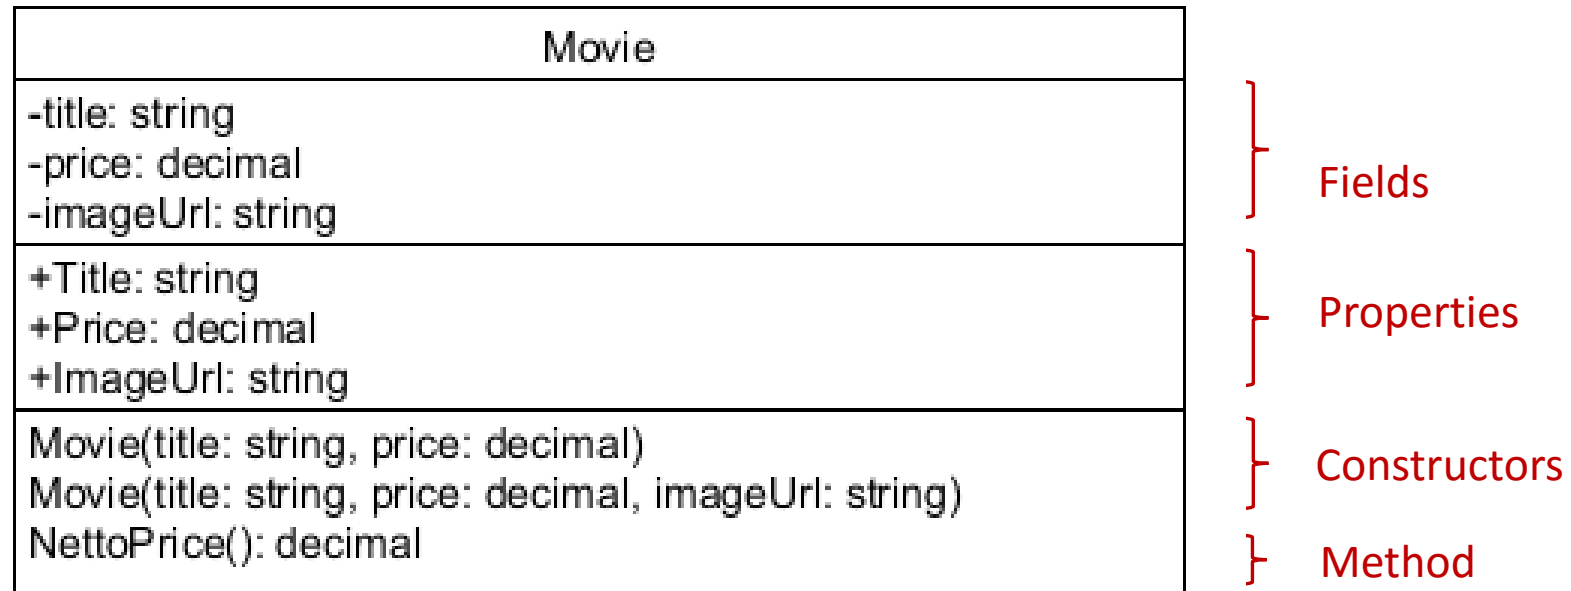 Movie
-title: string
-price: decimal
-imageUrl: string
Fields
+Title: string
+Price: decimal
+ImageUrl: string
Properties
Movie(title: string, price: decimal)
Movie(title: string, price: decimal, imageUrl: string)
Constructors
NettoPrice(): decimal
Method